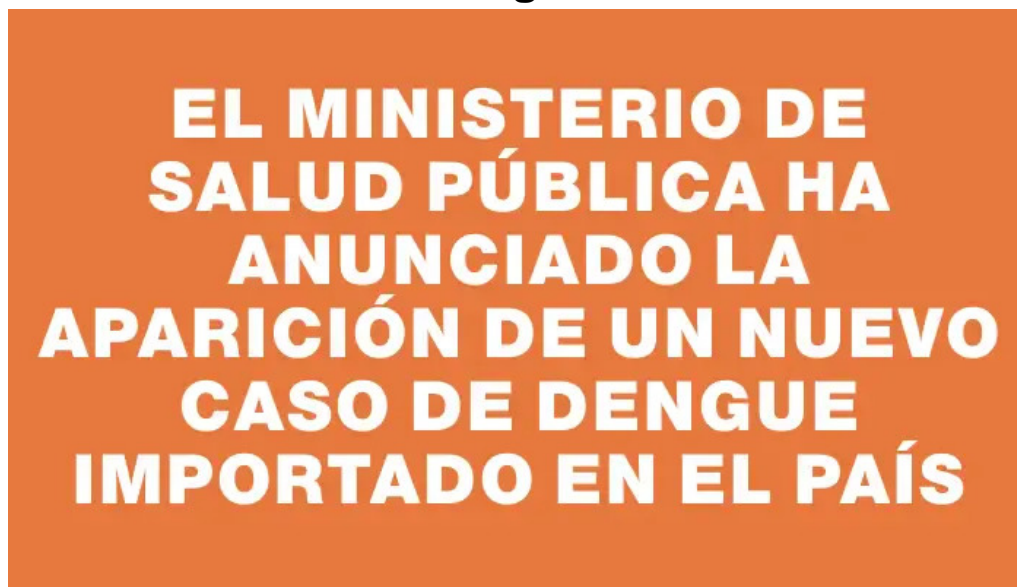 EL MINISTERIO DE
SALUD PÚBLICA HA
ANUNCIADO LA
APARICIÓN DE UN NUEVO
CASO DE DENGUE
IMPORTADO EN EL PAÍS